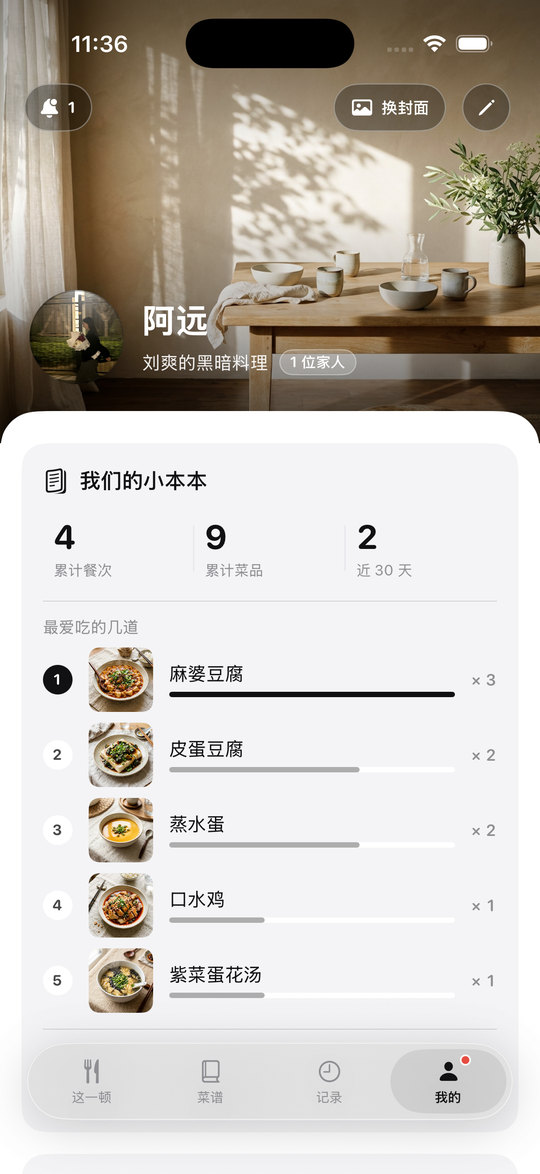 11:36
1
换封面
阿远
刘爽的黑暗料理
1 位家人
我们的小本本
4
9
2
累计餐次
累计菜品
近 30 天
最爱吃的几道
1
麻婆豆腐
× 3
2
皮蛋豆腐
× 2
3
蒸水蛋
× 2
4
口水鸡
× 1
5
紫菜蛋花汤
× 1
这一顿
菜谱
记录
我的